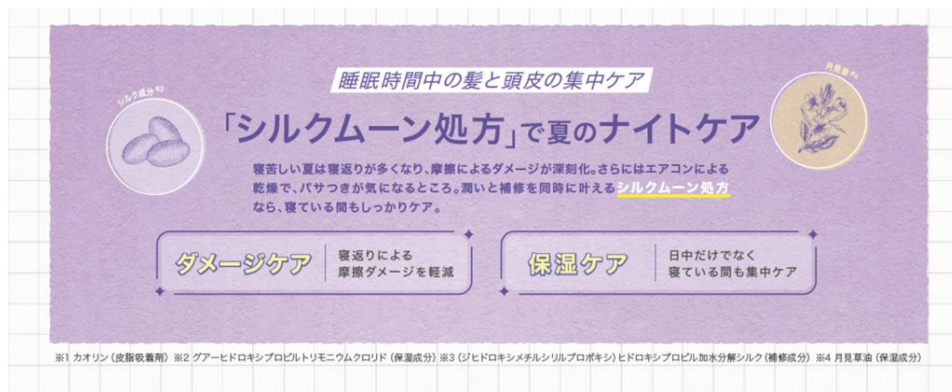 睡眠時間中の髪と頭皮の集中ケア
シルク成分※3
月見草※4
「シルクムーン処方」で夏のナイトケア
寝苦しい夏は寝返りが多くなり、摩擦によるダメージが深刻化。さらにはエアコンによる
乾燥で、パサつきが気になるところ。潤いと補修を同時に叶えるシルクムーン処方
なら、寝ている間もしっかりケア。
ダメージケア
寝返りによる
摩擦ダメージを軽減
保湿ケア
日中だけでなく
寝ている間も集中ケア
※1 カオリン（皮脂吸着剤） ※2 グアーヒドロキシプロピルトリモニウムクロリド（保湿成分） ※3 （ジヒドロキシメチルシリルプロポキシ）ヒドロキシプロピル加水分解シルク（補修成分） ※4 月見草油（保湿成分）